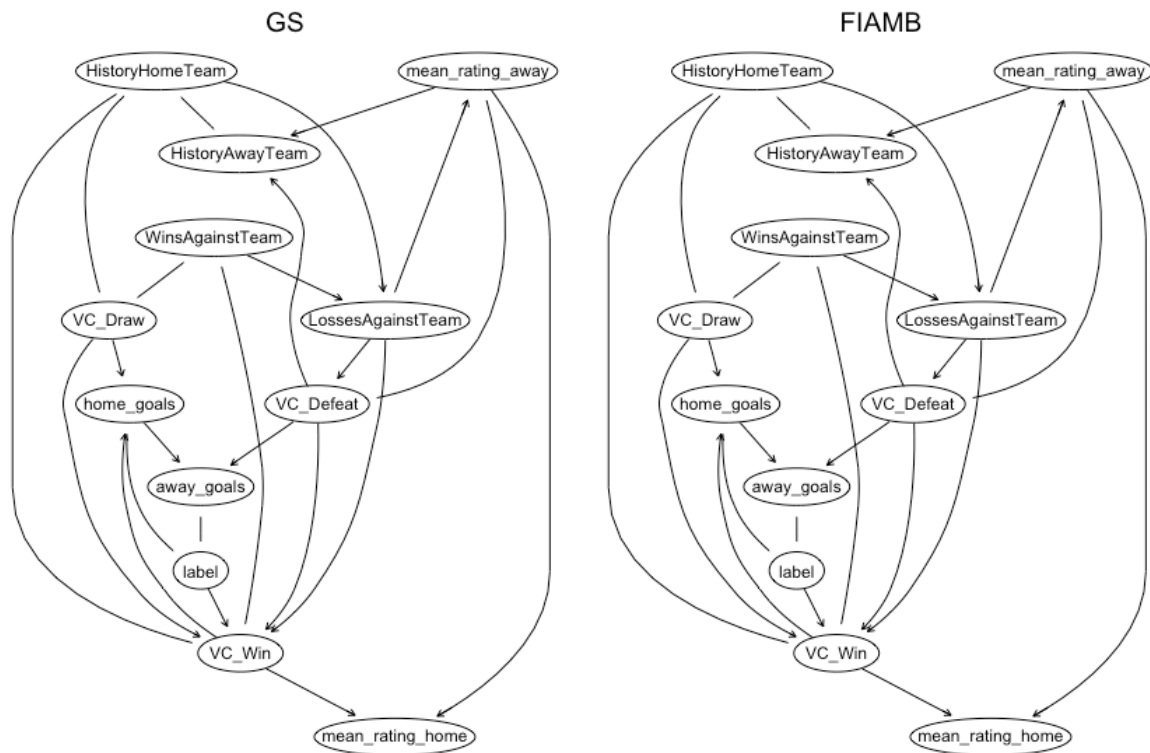 GS
HistoryHomeTeam
mean_rating_away
HistoryAwayTeam
WinsAgainstTeam
VC_Draw
LossesAgainstTeam
home_goals
VC_Defeat
away_goals
label
VC_Win
mean_rating_home
FIAMB
HistoryHomeTeam
mean_rating_away
HistoryAwayTeam
WinsAgainstTeam
VC_Draw
LossesAgainstTeam
home_goals
VC_Defeat
away_goals
label
VC_Win
mean_rating_home